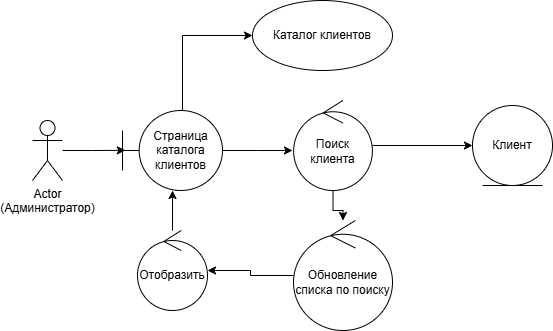 Каталог клиентов
Страница
каталога
клиентов
Поиск
клиента
Клиент
Actor
(Администратор)
Отобразить
Обновление
списка по поиску